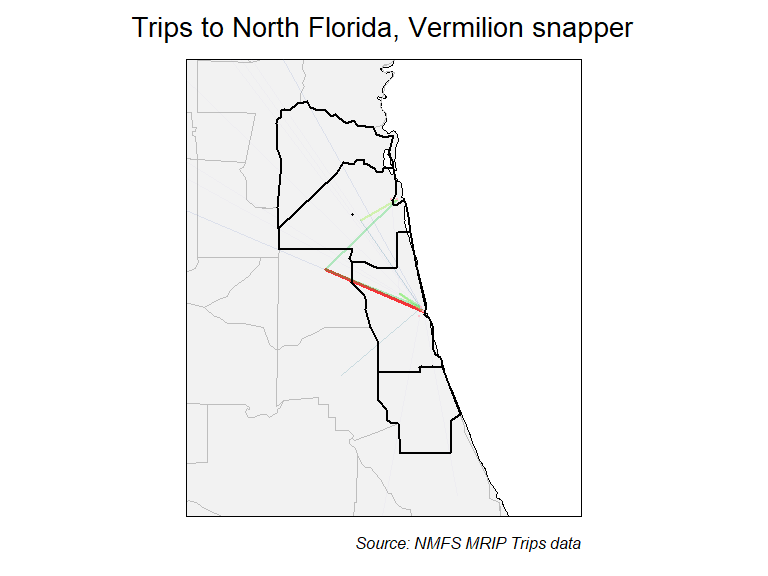 Trips to North Florida, Vermilion snapper
Source: NMFS MRIP Trips data